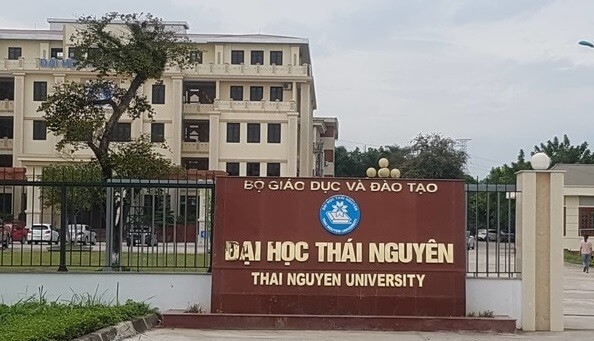 BỘ GIÁO DỤC VÀ ĐÀO TẠO
ĐẠI HỌC THÁI NGUYÊN
THAI NGUYEN UNIVERSITY